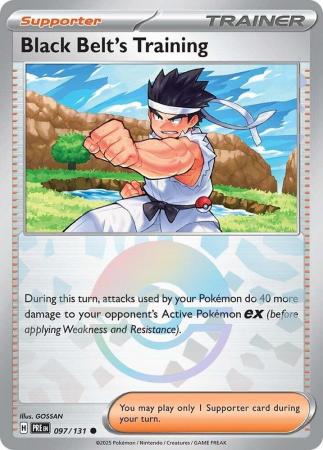 Supporter TRAINER
Black Belt's Training
During this turn, attacks used by your Pokémon do 40 more
damage to your opponent's Active Pokémon ex (before
applying Weakness and Resistance).
Illus. GOSSAN
H PRE EN 097/131 ●
You may play only 1 Supporter card during your
turn.
©2025 Pokémon / Nintendo / Creatures / GAME FREAK